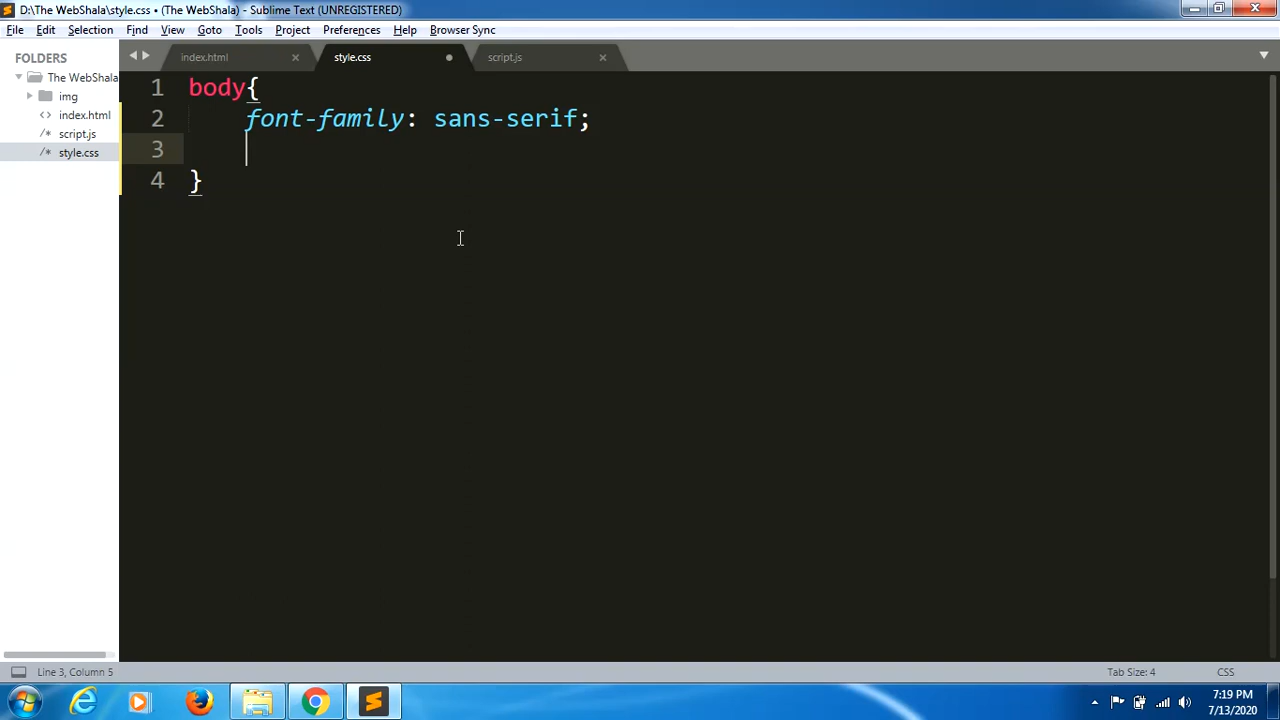 D:\The WebShala\style.css • (The WebShala) - Sublime Text (UNREGISTERED)
File Edit Selection Find View Goto Tools Project Preferences Help Browser Sync
FOLDERS
The WebShala
img
index.html
script.js
style.css
index.html style.css script.js
1 body{
2 font-family: sans-serif;
3
4 }
Line 3, Column 5 Tab Size: 4 CSS
7:19 PM
7/13/2020